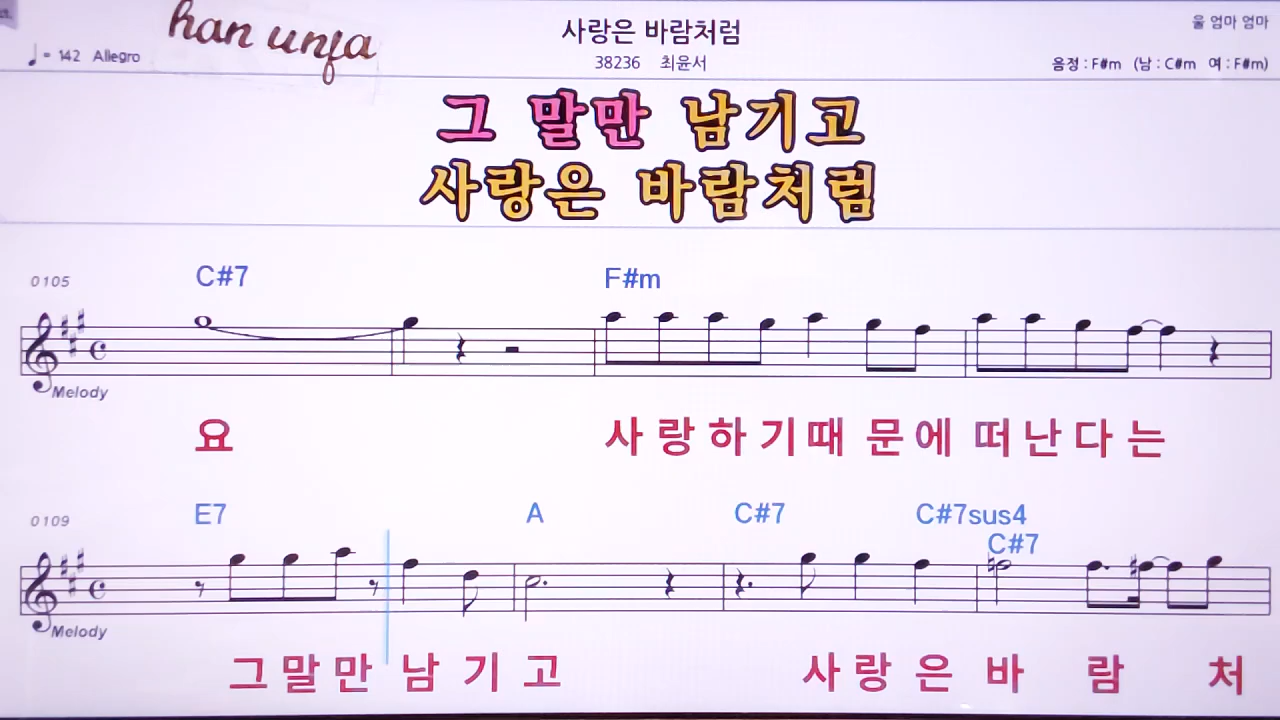 han unja
사랑은 바람처럼
울 엄마 엄마
♩= 142 Allegro
38236 최윤서
음정 : F#m (남 : C#m 여 : F#m)
그 말만 남기고
사랑은 바람처럼
0105
C#7 F#m
Melody
요 사랑하기때문에 떠난다는
0109
E7 A C#7 C#7sus4
C#7
Melody
그말만 남기고 사랑은바람처